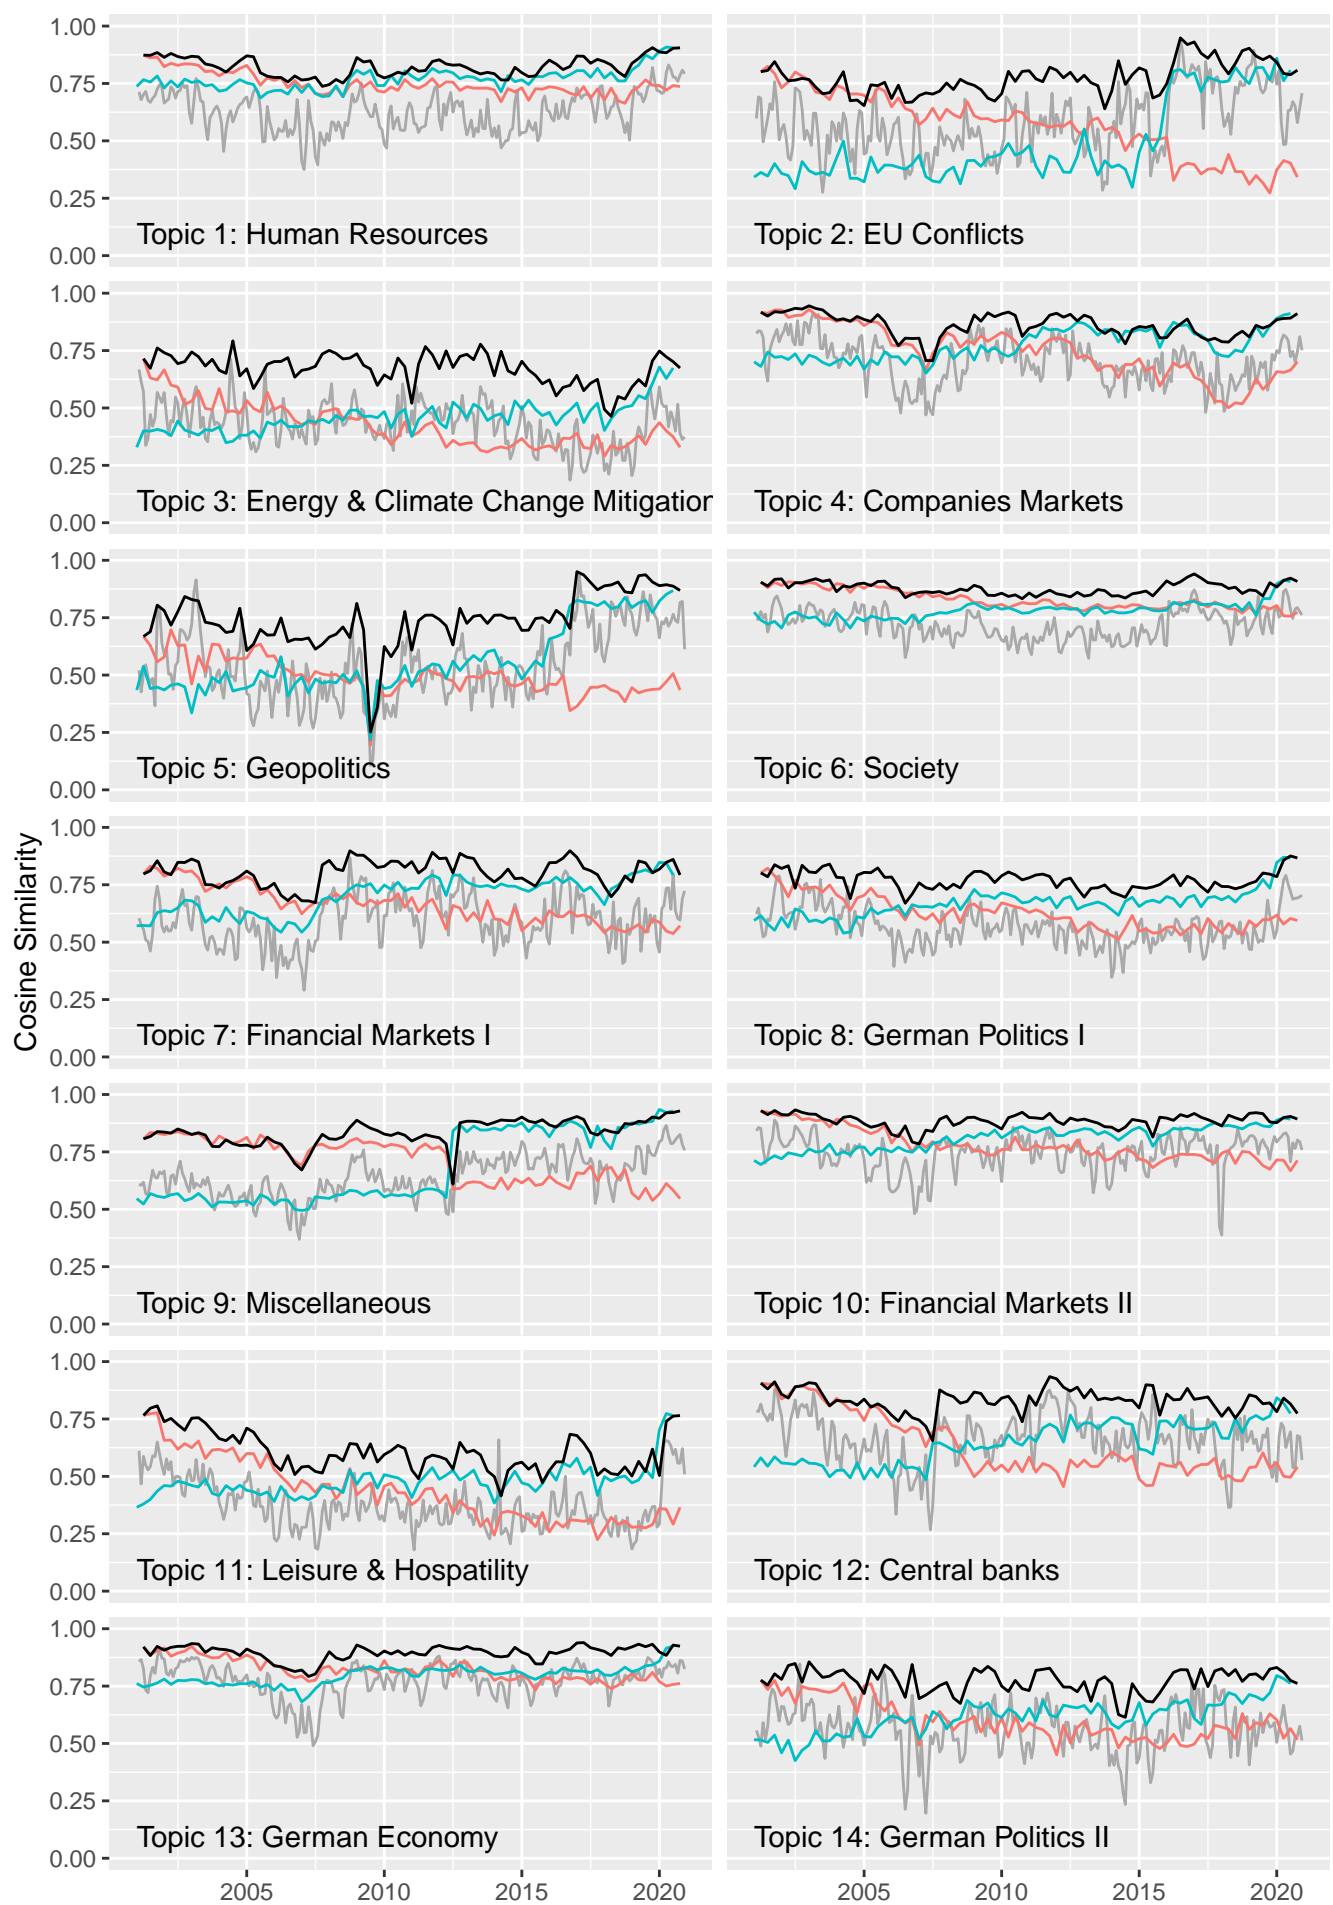 1.00
0.75
0.50
0.25
0.00
Topic 1: Human Resources
Topic 2: EU Conflicts
1.00
0.75
0.50
0.25
0.00
Topic 3: Energy & Climate Change Mitigation
Topic 4: Companies Markets
1.00
0.75
0.50
0.25
0.00
Topic 5: Geopolitics
Topic 6: Society
Cosine Similarity
1.00
0.75
0.50
0.25
0.00
Topic 7: Financial Markets I
Topic 8: German Politics I
1.00
0.75
0.50
0.25
0.00
Topic 9: Miscellaneous
Topic 10: Financial Markets II
1.00
0.75
0.50
0.25
0.00
Topic 11: Leisure & Hospatility
Topic 12: Central banks
1.00
0.75
0.50
0.25
0.00
Topic 13: German Economy
Topic 14: German Politics II
2005 2010 2015 2020
2005 2010 2015 2020